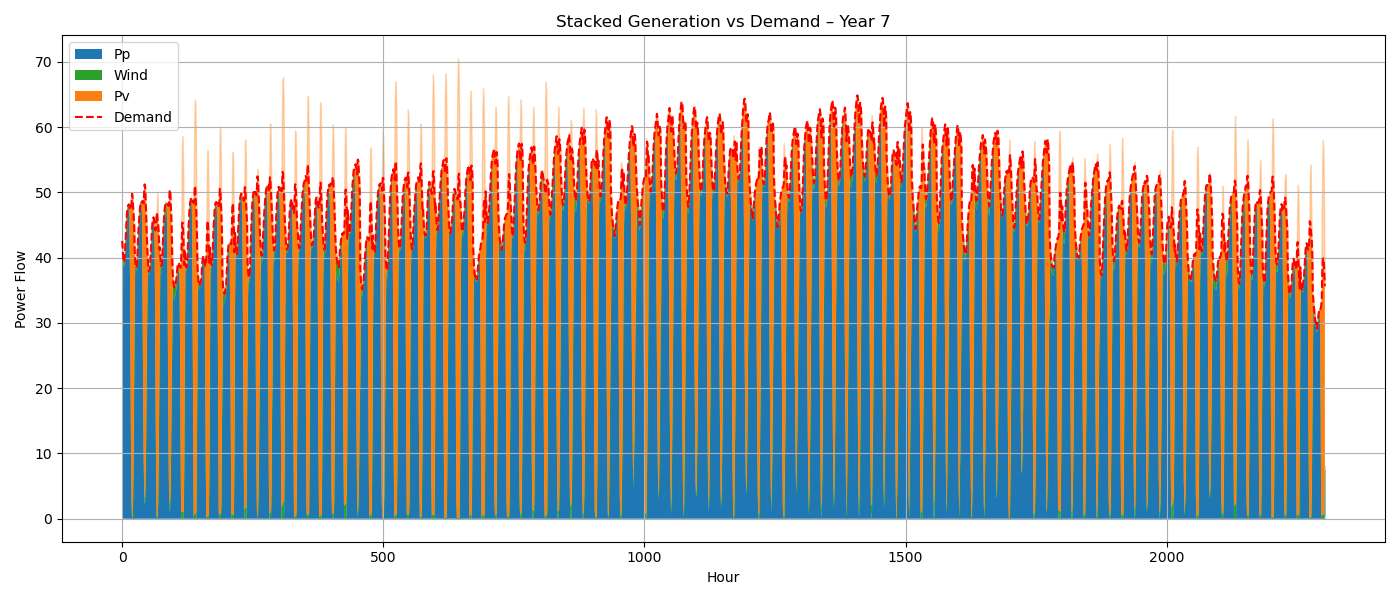 Stacked Generation vs Demand – Year 7
Pp
Wind
Pv
Demand
Power Flow
70
60
50
40
30
20
10
0
0 500 1000 1500 2000
Hour